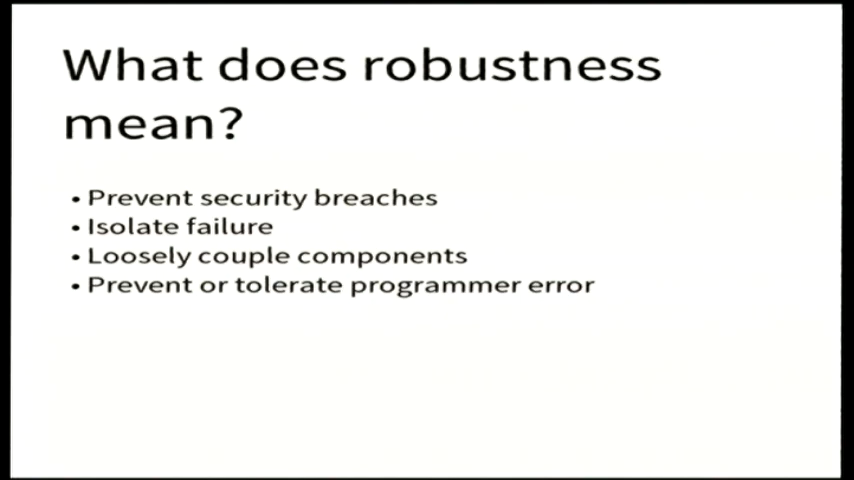 What does robustness
mean?
• Prevent security breaches
• Isolate failure
• Loosely couple components
• Prevent or tolerate programmer error